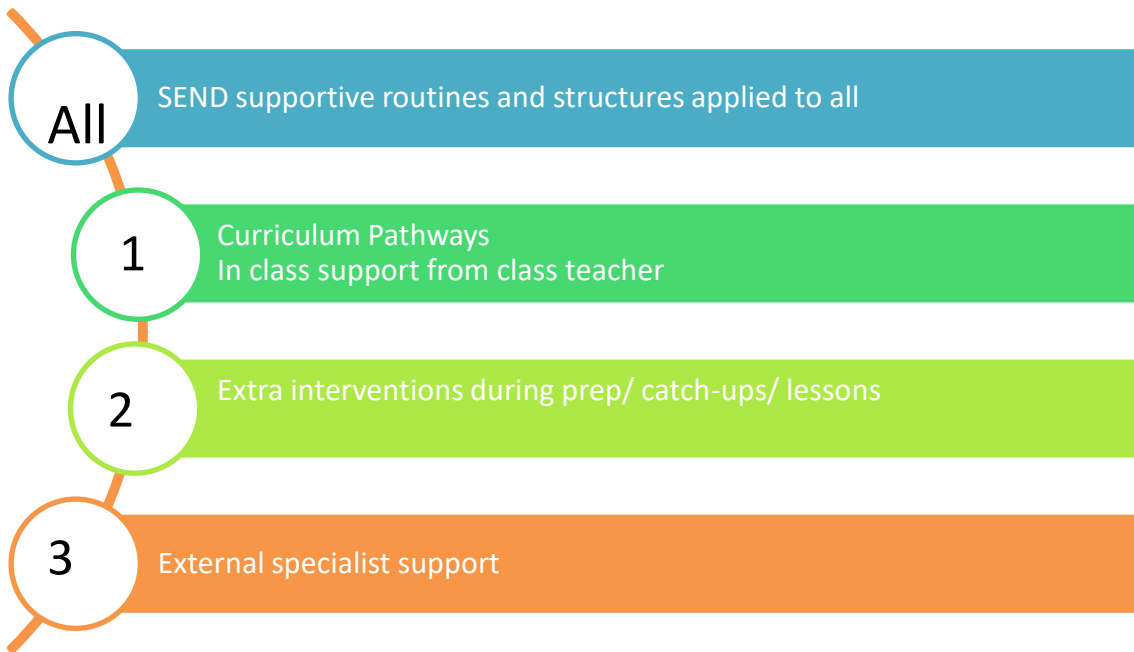 All
SEND supportive routines and structures applied to all
1
Curriculum Pathways
In class support from class teacher
2
Extra interventions during prep/ catch-ups/ lessons
3
External specialist support